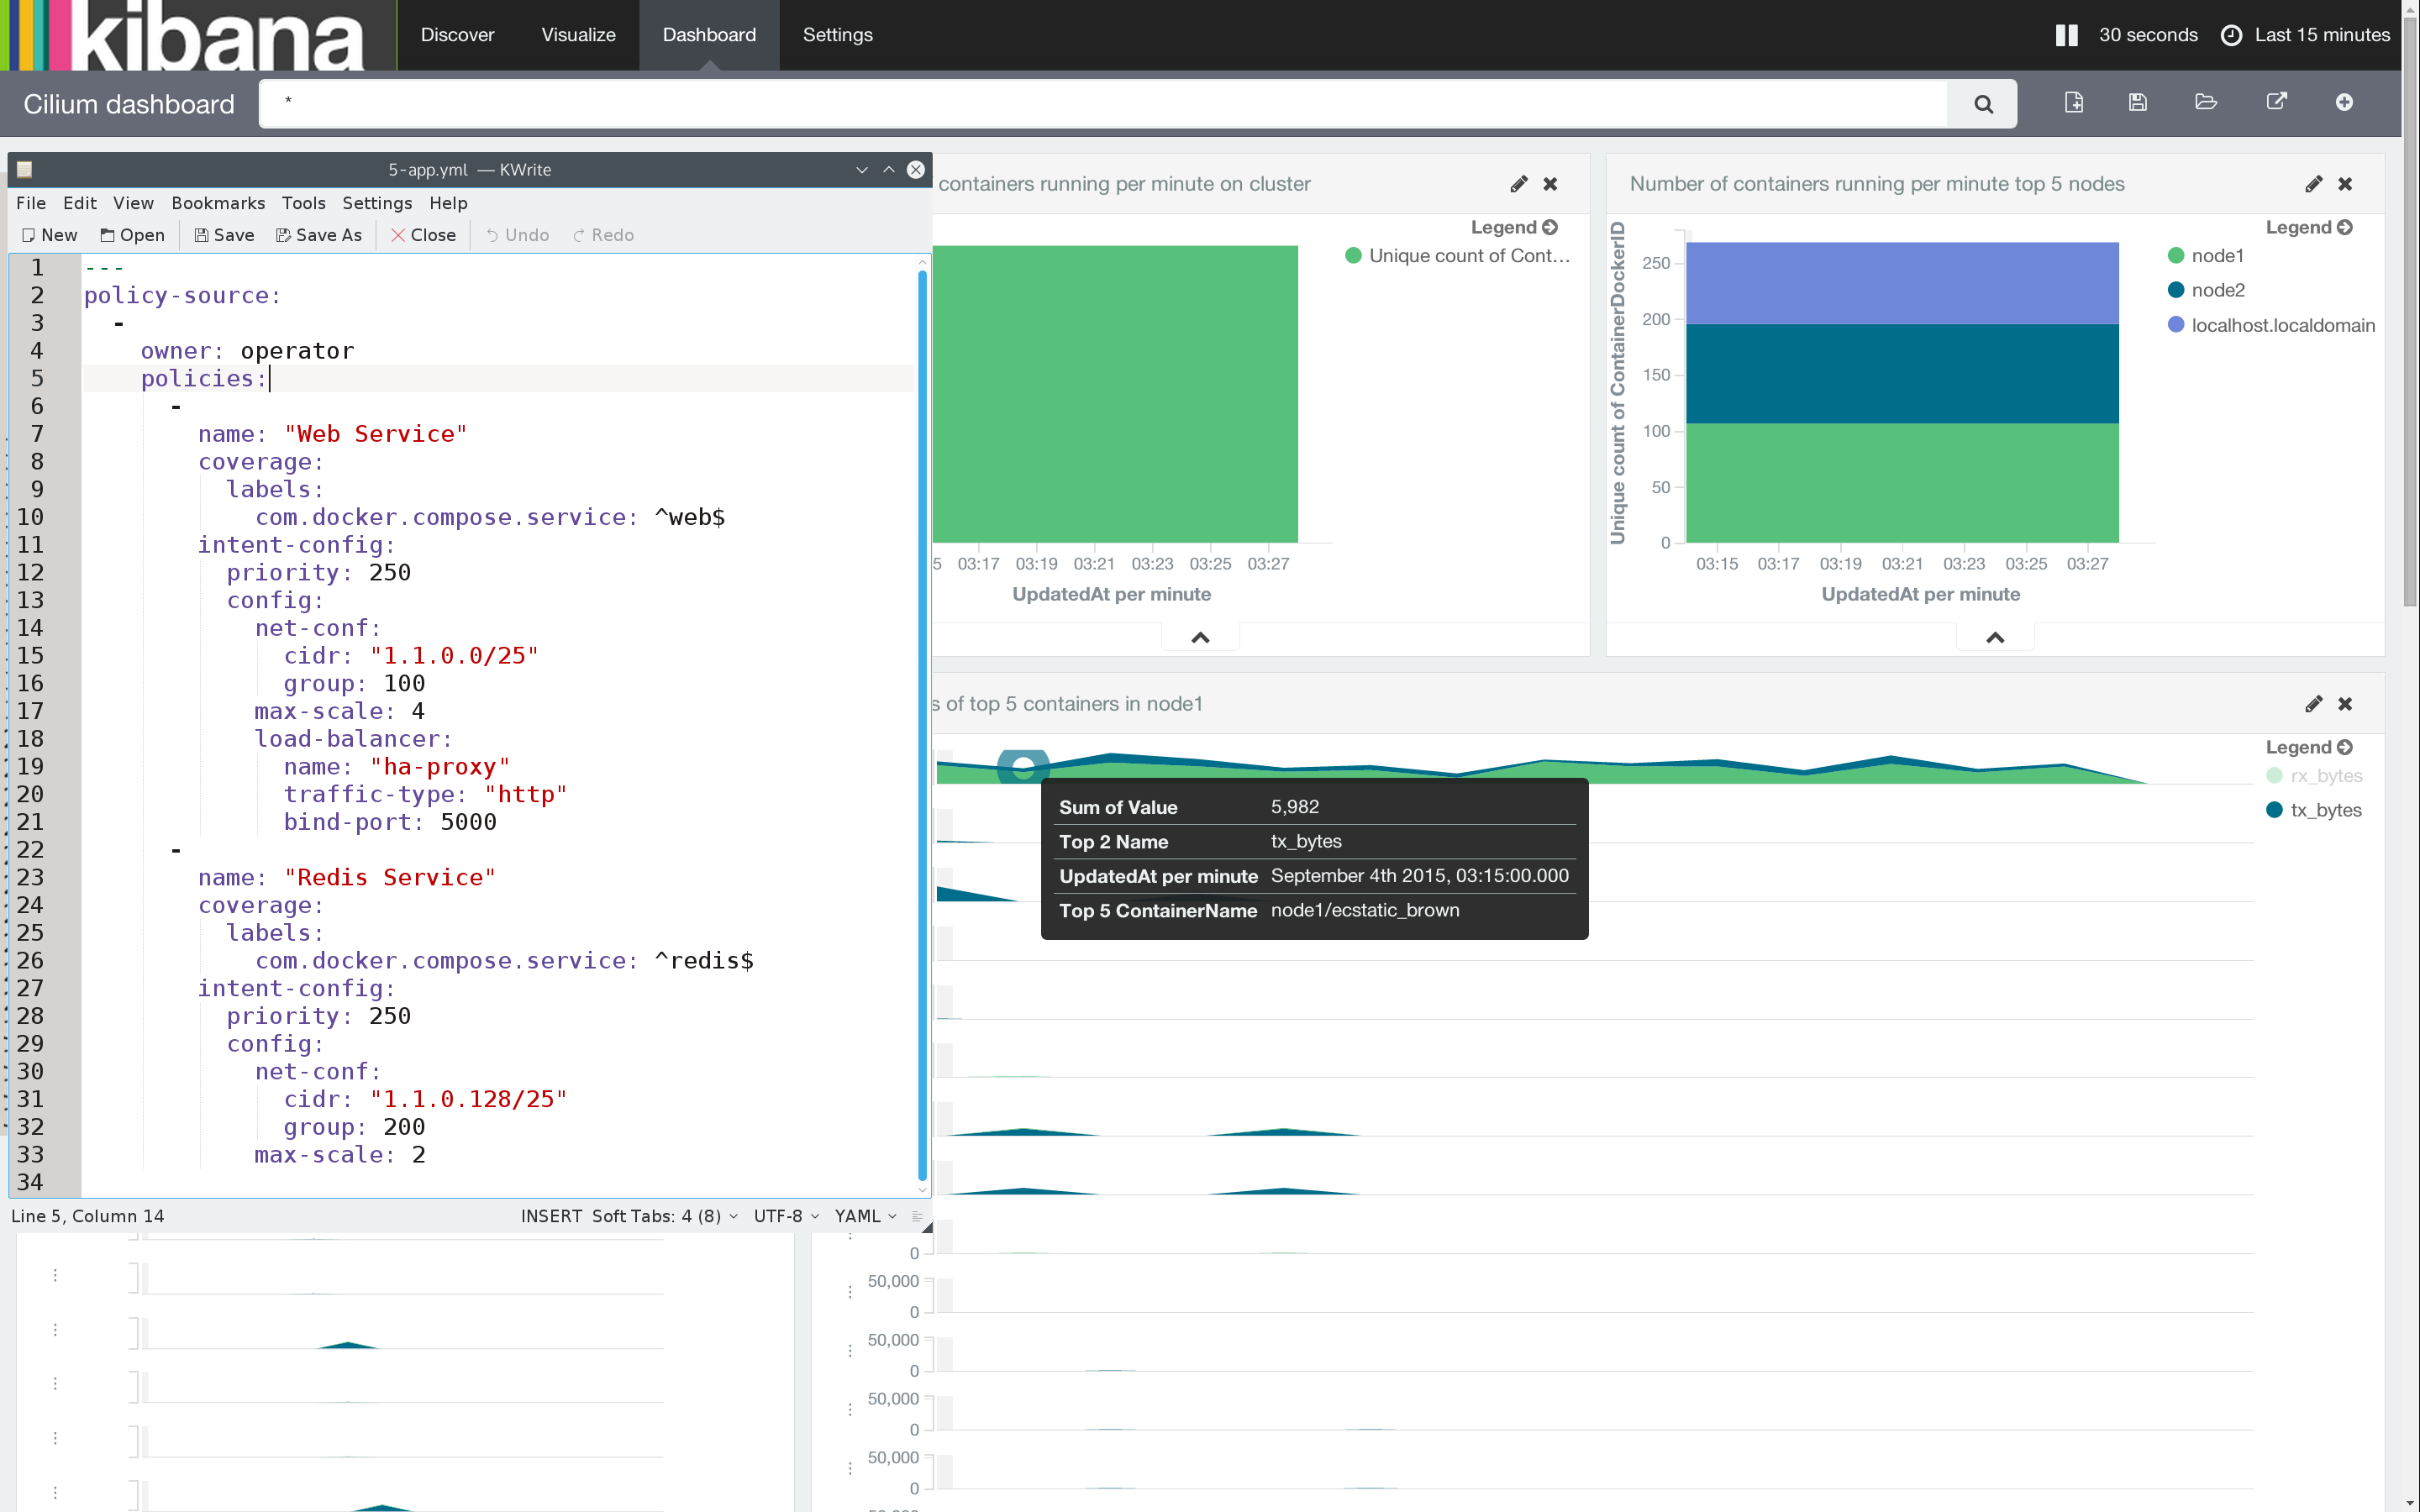 kibana
Discover Visualize Dashboard Settings
30 seconds Last 15 minutes
Cilium dashboard
*
5-app.yml — KWrite
File Edit View Bookmarks Tools Settings Help
New Open Save Save As Close Undo Redo
1 ---
2 policy-source:
3 -
4 owner: operator
5 policies:
6 -
7 name: "Web Service"
8 coverage:
9 labels:
10 com.docker.compose.service: ^web$
11 intent-config:
12 priority: 250
13 config:
14 net-conf:
15 cidr: "1.1.0.0/25"
16 group: 100
17 max-scale: 4
18 load-balancer:
19 name: "ha-proxy"
20 traffic-type: "http"
21 bind-port: 5000
22 -
23 name: "Redis Service"
24 coverage:
25 labels:
26 com.docker.compose.service: ^redis$
27 intent-config:
28 priority: 250
29 config:
30 net-conf:
31 cidr: "1.1.0.128/25"
32 group: 200
33 max-scale: 2
34
Line 5, Column 14 INSERT Soft Tabs: 4 (8) UTF-8 YAML
containers running per minute on cluster
Legend
Unique count of Cont...
5 03:17 03:19 03:21 03:23 03:25 03:27
UpdatedAt per minute
Number of containers running per minute top 5 nodes
Legend
node1
node2
localhost.localdomain
Unique count of ContainerDockerID
250
200
150
100
50
0
03:15 03:17 03:19 03:21 03:23 03:25 03:27
UpdatedAt per minute
s of top 5 containers in node1
Legend
rx_bytes
tx_bytes
Sum of Value 5,982
Top 2 Name tx_bytes
UpdatedAt per minute September 4th 2015, 03:15:00.000
Top 5 ContainerName node1/ecstatic_brown
0
50,000
0
50,000
0
50,000
0
50,000
0